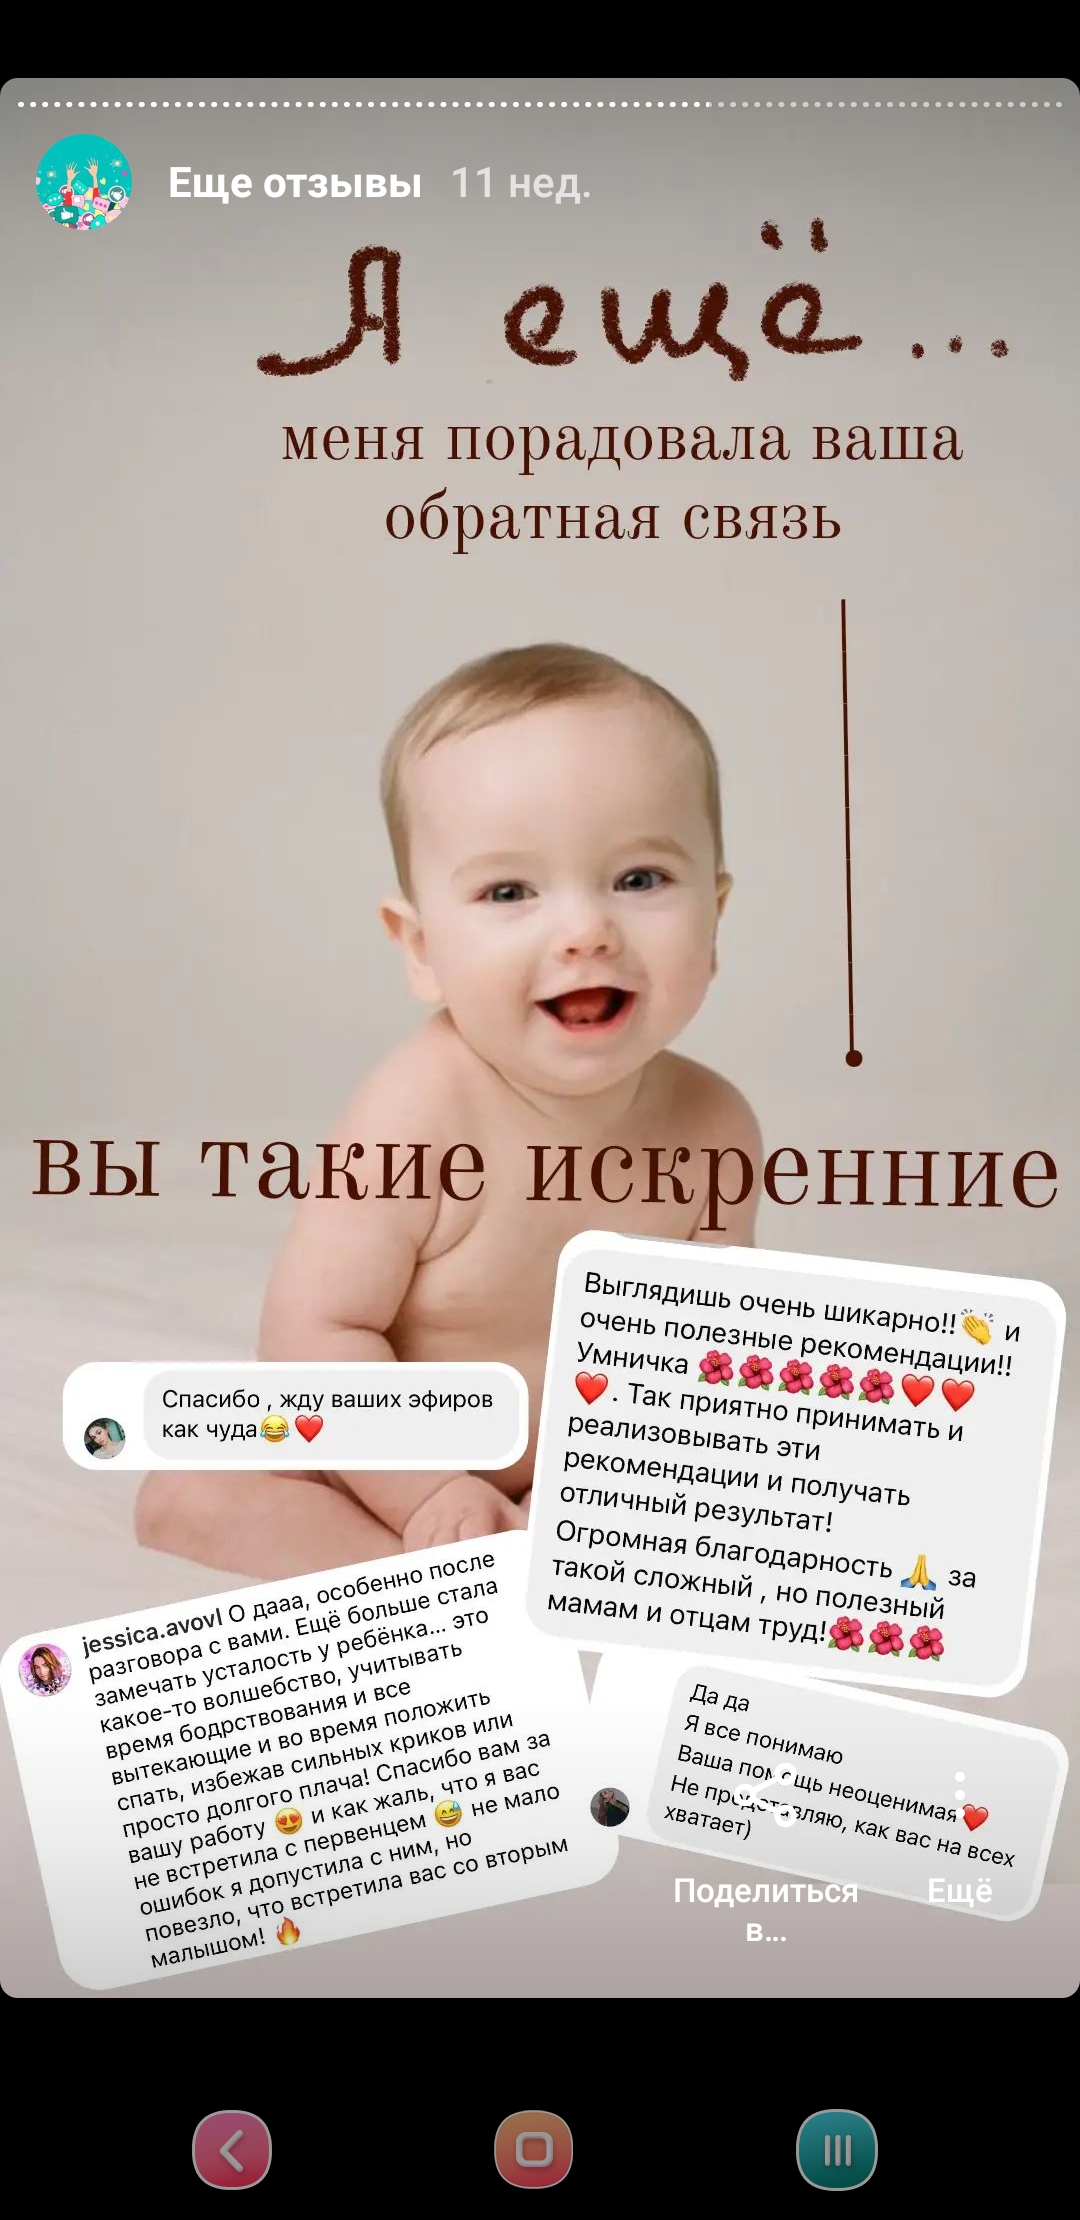 Еще отзывы 11 нед.
Я ещё...
меня порадовала ваша
обратная связь
вы такие искренние
Выглядишь очень шикарно!!👏 и
очень полезные рекомендации!!
Умничка 🌺🌺🌺🌺🌺❤️❤️
❤️. Так приятно принимать и
реализовывать эти
рекомендации и получать
отличный результат!
Огромная благодарность 🙏 за
такой сложный , но полезный
мамам и отцам труд!🌺🌺🌺
Спасибо , жду ваших эфиров
как чуда😂❤️
jessica.avovl О дааа, особенно после
разговора с вами. Ещё больше стала
замечать усталость у ребёнка... это
какое-то волшебство, учитывать
время бодрствования и все
вытекающие и во время положить
спать, избежав сильных криков или
просто долгого плача! Спасибо вам за
вашу работу 😍 и как жаль, что я вас
не встретила с первенцем 😅 не мало
ошибок я допустила с ним, но
повезло, что встретила вас со вторым
малышом! 🔥
Да да
Я все понимаю
Ваша помощь неоценимая❤️
Не представляю, как вас на всех
хватает)
Поделиться
в...
Ещё